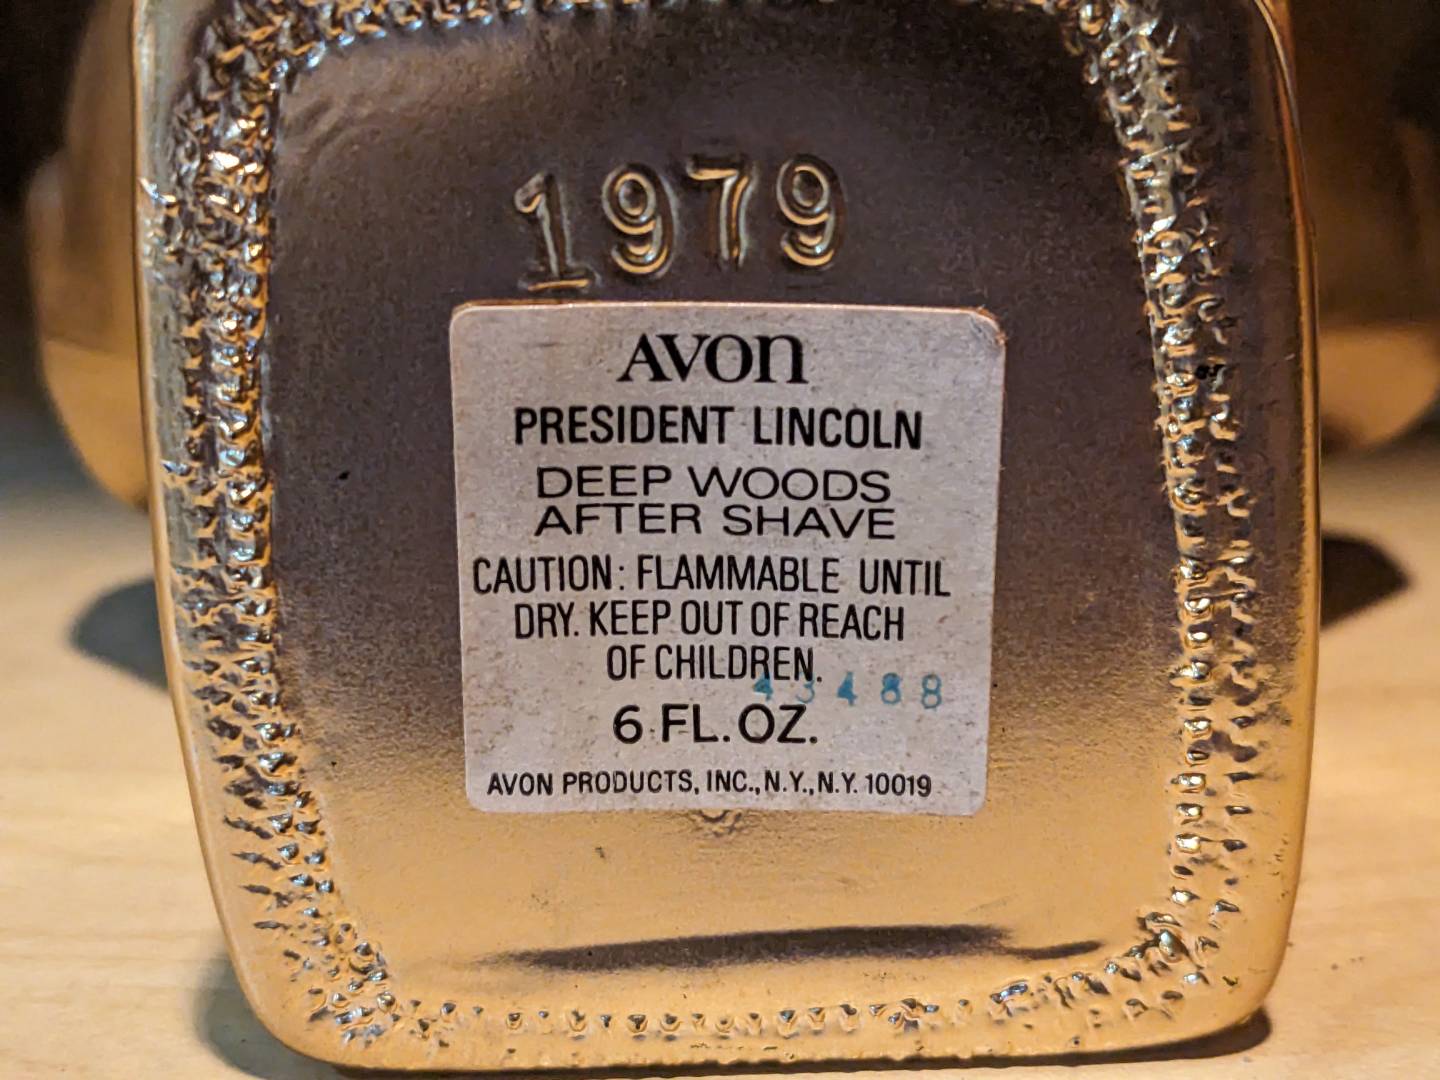 1979
AVON
PRESIDENT LINCOLN
DEEP WOODS
AFTER SHAVE
CAUTION: FLAMMABLE UNTIL
DRY. KEEP OUT OF REACH
OF CHILDREN.
43488
6 FL. OZ.
AVON PRODUCTS, INC., N.Y., N.Y. 10019